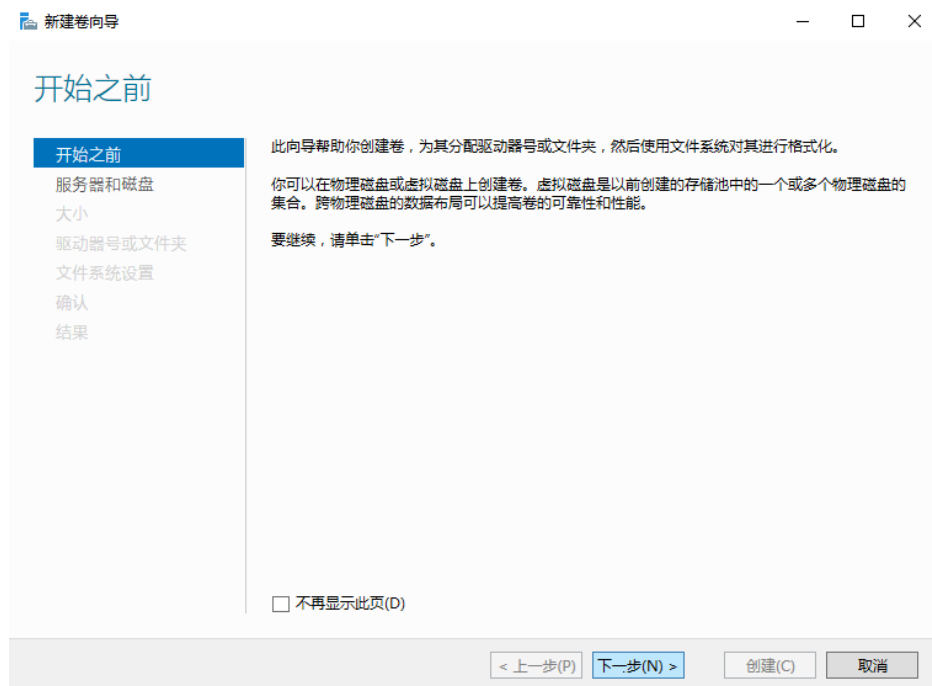 新建卷向导
开始之前
开始之前
服务器和磁盘
大小
驱动器号或文件夹
文件系统设置
确认
结果
此向导帮助你创建卷，为其分配驱动器号或文件夹，然后使用文件系统对其进行格式化。
你可以在物理磁盘或虚拟磁盘上创建卷。虚拟磁盘是以前创建的存储池中的一个或多个物理磁盘的
集合。跨物理磁盘的数据布局可以提高卷的可靠性和性能。
要继续，请单击"下一步"。
不再显示此页(D)
< 上一步(P)
下一步(N) >
创建(C)
取消